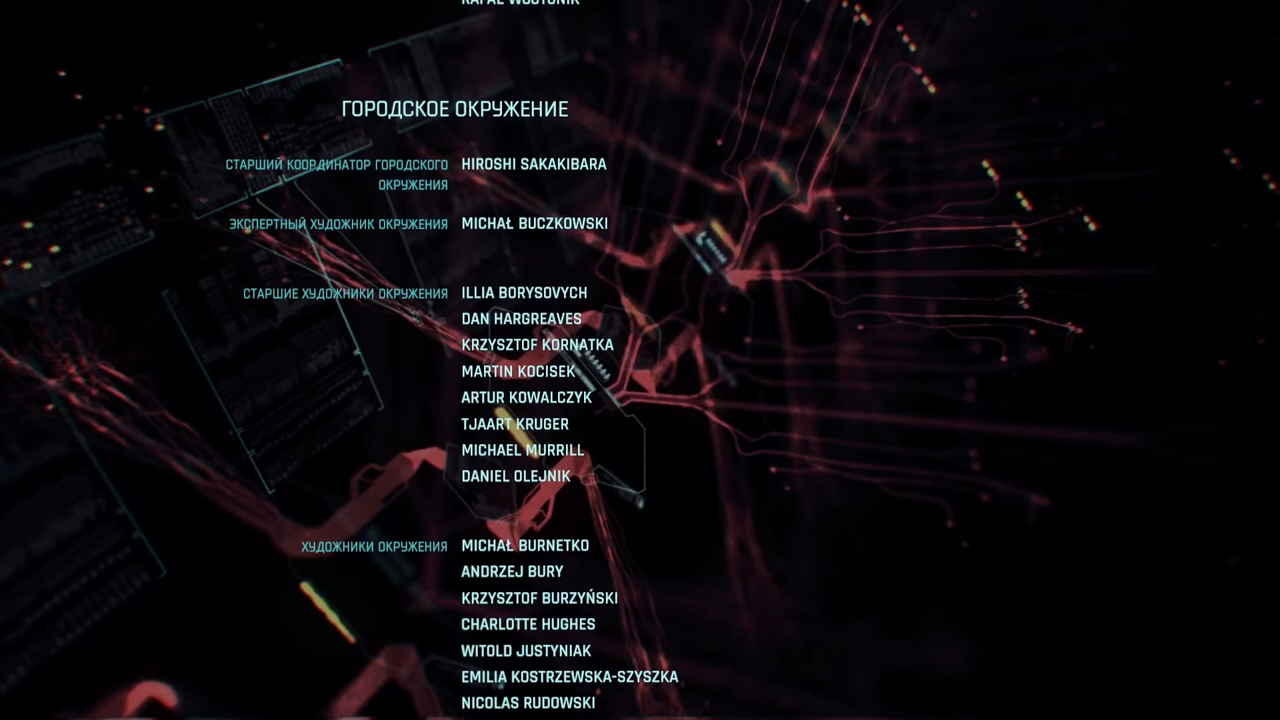 RAFAŁ WOJTUNIK
ГОРОДСКОЕ ОКРУЖЕНИЕ
СТАРШИЙ КООРДИНАТОР ГОРОДСКОГО ОКРУЖЕНИЯ HIROSHI SAKAKIBARA
ЭКСПЕРТНЫЙ ХУДОЖНИК ОКРУЖЕНИЯ MICHAŁ BUCZKOWSKI
СТАРШИЕ ХУДОЖНИКИ ОКРУЖЕНИЯ ILLIA BORYSOVYCH
DAN HARGREAVES
KRZYSZTOF KORNATKA
MARTIN KOCISEK
ARTUR KOWALCZYK
TJAART KRUGER
MICHAEL MURRILL
DANIEL OLEJNIK
ХУДОЖНИКИ ОКРУЖЕНИЯ MICHAŁ BURNETKO
ANDRZEJ BURY
KRZYSZTOF BURZYŃSKI
CHARLOTTE HUGHES
WITOLD JUSTYNIAK
EMILIA KOSTRZEWSKA-SZYSZKA
NICOLAS RUDOWSKI